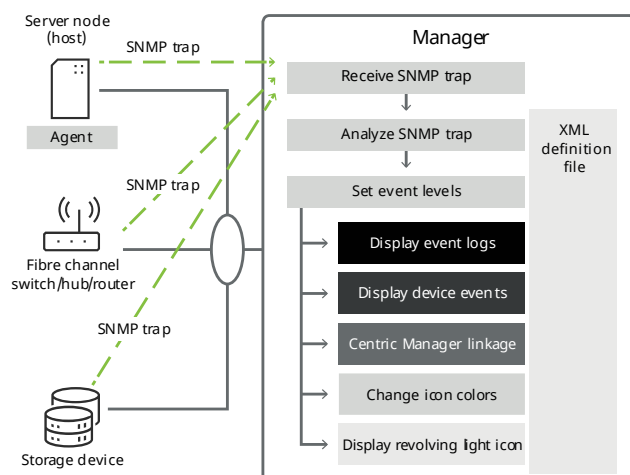 Server node
(host)
SNMP trap
Agent
SNMP trap
Fibre channel
switch/hub/router
SNMP trap
Storage device
Manager
Receive SNMP trap
Analyze SNMP trap
Set event levels
Display event logs
Display device events
Centric Manager linkage
Change icon colors
Display revolving light icon
XML
definition
file